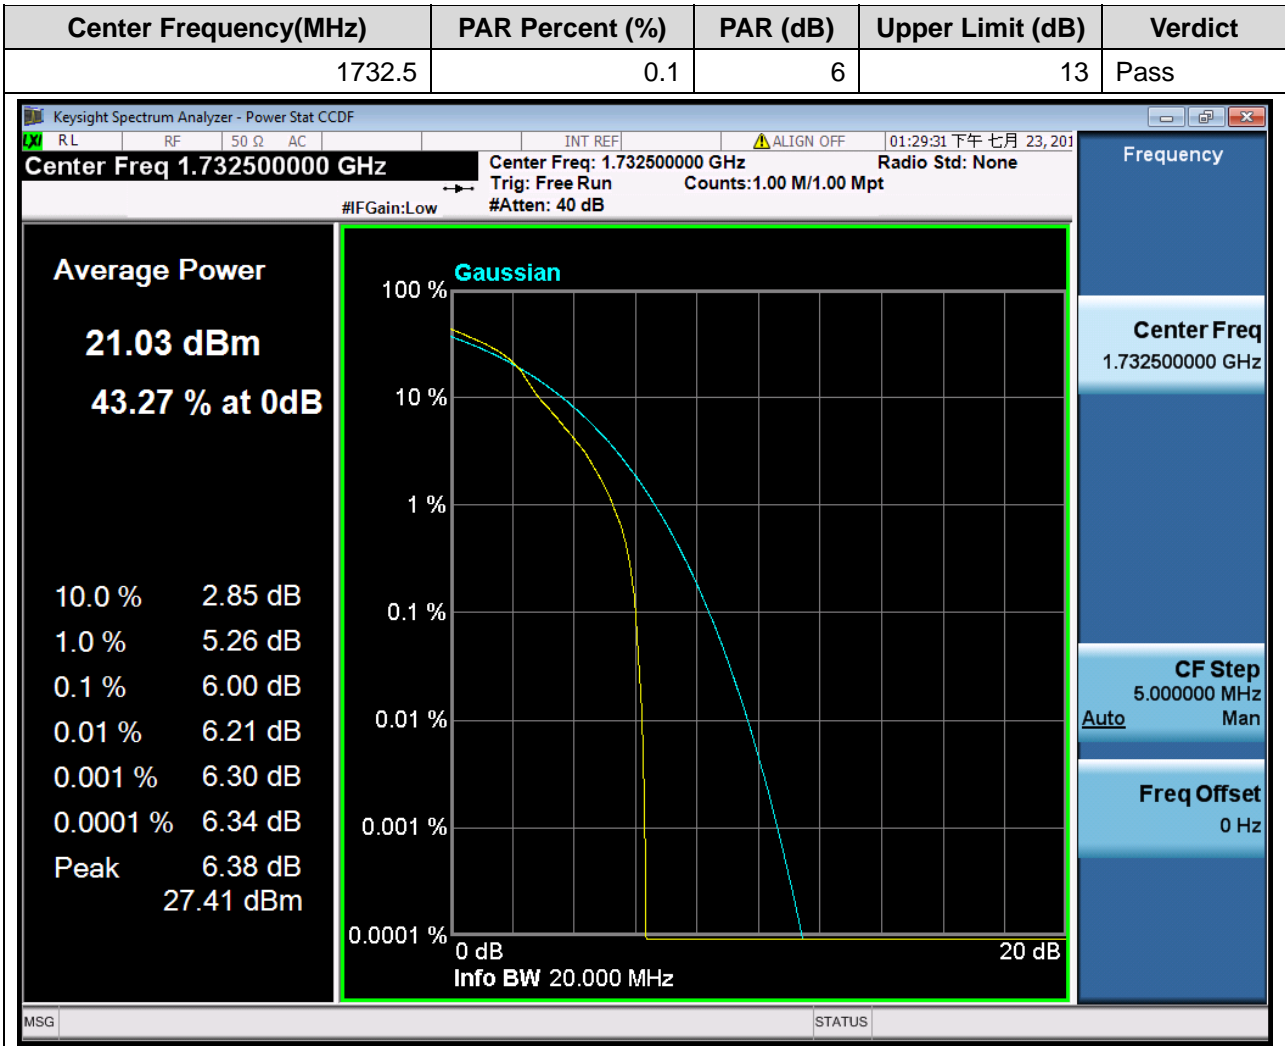 Center Frequency(MHz) PAR Percent (%) PAR (dB) Upper Limit (dB) Verdict
1732.5 0.1 6 13 Pass
Keysight Spectrum Analyzer - Power Stat CCDF
LXI RL RF 50 Ω AC INT REF ALIGN OFF 01:29:31 下午 七月 23, 201
Center Freq 1.732500000 GHz
#IFGain:Low
Center Freq: 1.732500000 GHz Radio Std: None
Trig: Free Run Counts:1.00 M/1.00 Mpt
#Atten: 40 dB
Average Power
21.03 dBm
43.27 % at 0dB
10.0 % 2.85 dB
1.0 % 5.26 dB
0.1 % 6.00 dB
0.01 % 6.21 dB
0.001 % 6.30 dB
0.0001 % 6.34 dB
Peak 6.38 dB
27.41 dBm
Gaussian
100 %
10 %
1 %
0.1 %
0.01 %
0.001 %
0.0001 %
0 dB 20 dB
Info BW 20.000 MHz
Frequency
Center Freq
1.732500000 GHz
CF Step
5.000000 MHz
Auto Man
Freq Offset
0 Hz
MSG STATUS